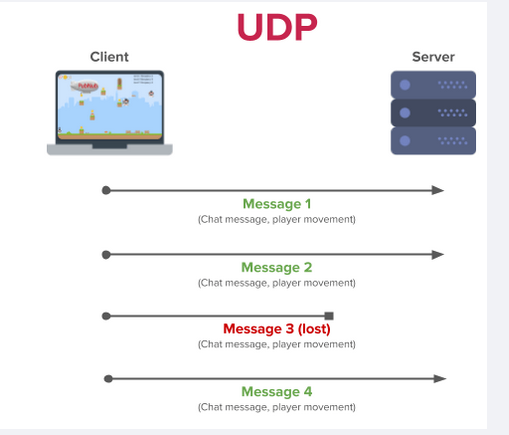 UDP
Client
Server
PubNub
Message 1
(Chat message, player movement)
Message 2
(Chat message, player movement)
Message 3 (lost)
(Chat message, player movement)
Message 4
(Chat message, player movement)